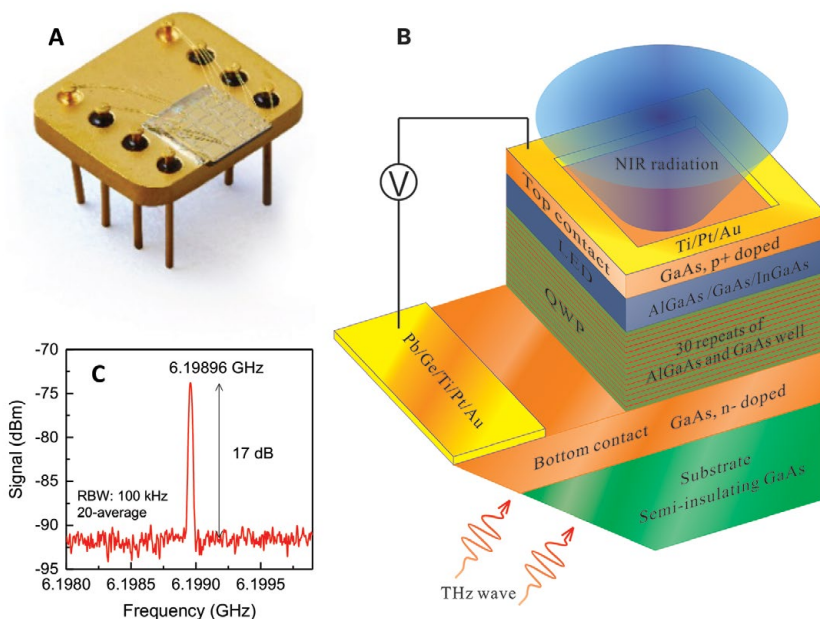 A
B
NIR radiation
V
Top contact
Ti/Pt/Au
LED
GaAs, p+ doped
QWP
AlGaAs/GaAs/InGaAs
30 repeats of
AlGaAs and GaAs well
Pb/Ge/Ti/Pt/Au
Bottom contact GaAs, n- doped
Substrate
Semi-insulating GaAs
THz wave
C
-70
-75
-80
-85
-90
-95
Signal (dBm)
6.19896 GHz
17 dB
RBW: 100 kHz
20-average
6.1980 6.1985 6.1990 6.1995
Frequency (GHz)